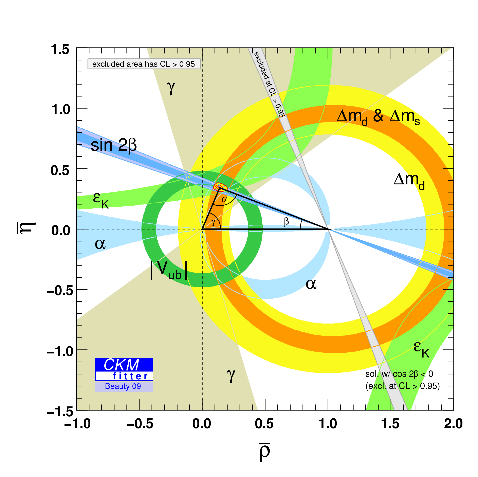 1.5
1.0
0.5
0.0
-0.5
-1.0
-1.5
η̅
excluded area has CL > 0.95
γ
excluded at CL > 0.95
Δm_d & Δm_s
sin 2β
Δm_d
ε_K
α
α
γ
β
|V_ub|
α
ε_K
γ
sol. w/ cos 2β < 0
(excl. at CL > 0.95)
CKM
fitter
Beauty 09
-1.0 -0.5 0.0 0.5 1.0 1.5 2.0
ρ̅